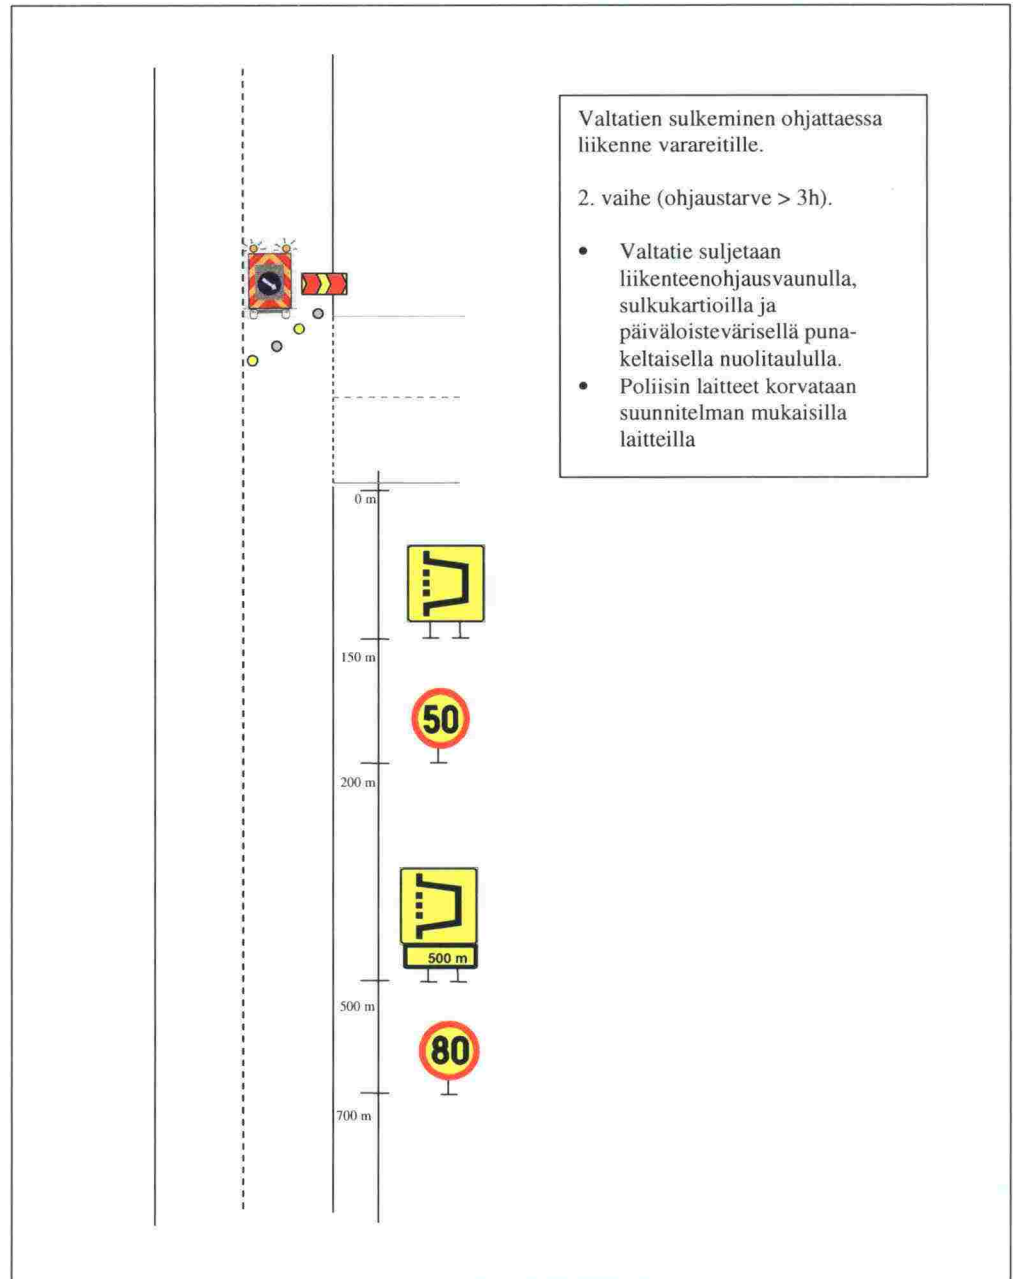 Valtatien sulkeminen ohjattaessa
liikenne varareitille.
2. vaihe (ohjaustarve > 3h).
• Valtatie suljetaan
liikenteenohjausvaunulla,
sulkukartioilla ja
päiväloistevärisellä puna-
keltaisella nuolitaululla.
• Poliisin laitteet korvataan
suunnitelman mukaisilla
laitteilla
0 m
150 m
50
200 m
500 m
500 m
80
700 m